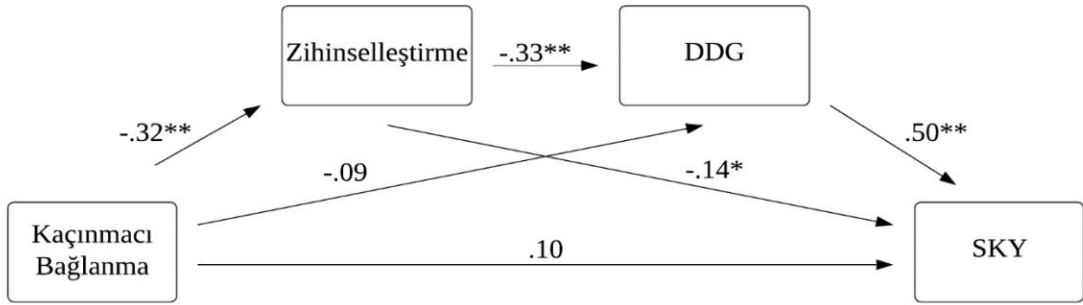 Zihinselleştirme
-.33**
DDG
-.32**
.50**
-.09
-.14*
Kaçınmacı
Bağlanma
.10
SKY